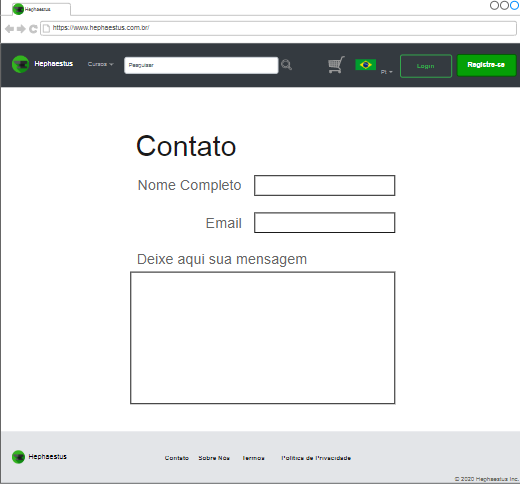 Hephaestus
https://www.hephaestus.com.br/
Hephaestus Cursos Pesquisar Login Registre-se
Contato
Nome Completo
Email
Deixe aqui sua mensagem
Hephaestus Contato Sobre Nós Termos Política de Privacidade
© 2020 Hephaestus Inc.